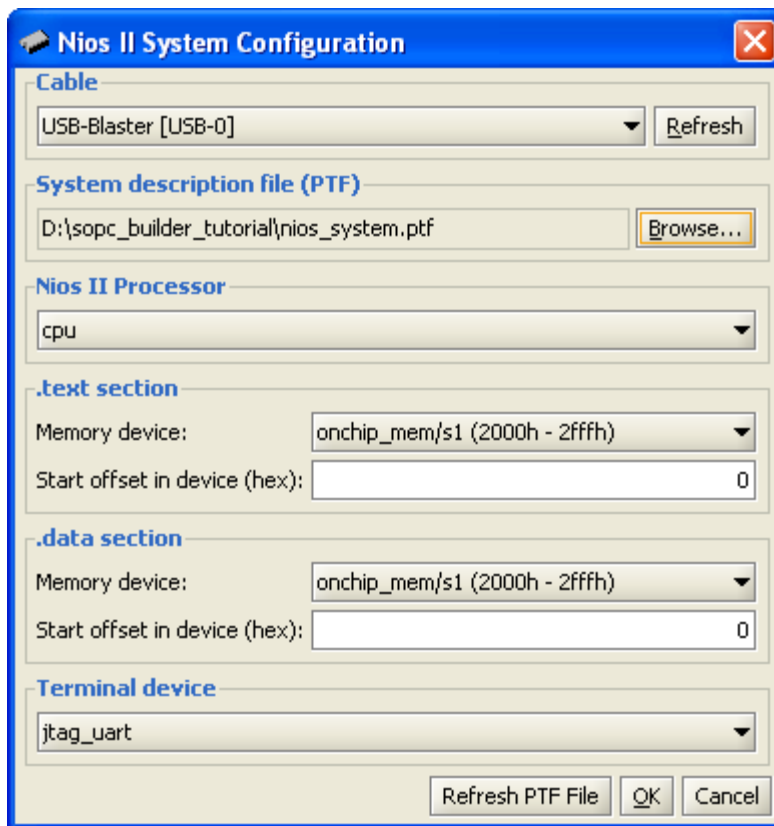 Nios II System Configuration
Cable
USB-Blaster [USB-0] Refresh
System description file (PTF)
D:\sopc_builder_tutorial\nios_system.ptf Browse...
Nios II Processor
cpu
.text section
Memory device: onchip_mem/s1 (2000h - 2fffh)
Start offset in device (hex): 0
.data section
Memory device: onchip_mem/s1 (2000h - 2fffh)
Start offset in device (hex): 0
Terminal device
jtag_uart
Refresh PTF File OK Cancel